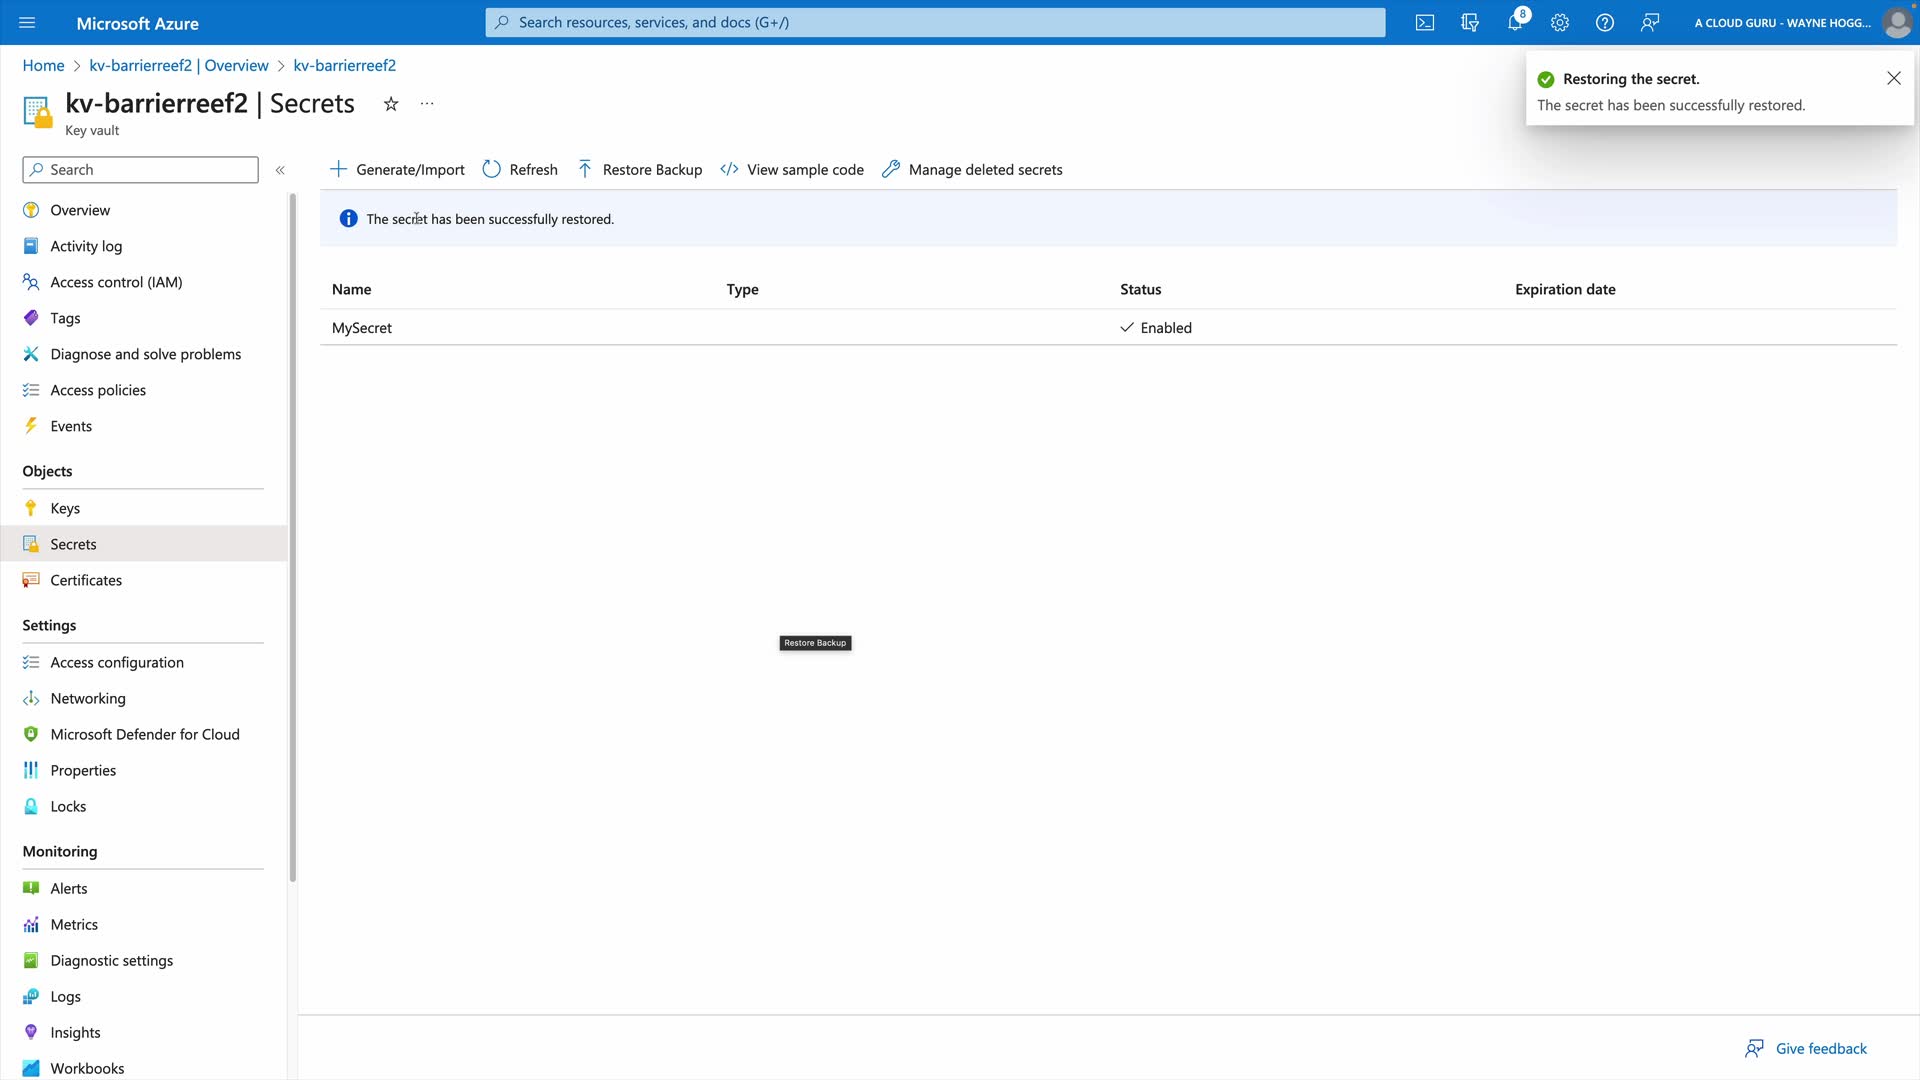 Microsoft Azure
Search resources, services, and docs (G+/)
8
A CLOUD GURU - WAYNE HOGG...
Home > kv-barrierreef2 | Overview > kv-barrierreef2
kv-barrierreef2 | Secrets
Key vault
Restoring the secret.
The secret has been successfully restored.
Search
Generate/Import Refresh Restore Backup View sample code Manage deleted secrets
The secret has been successfully restored.
Name Type Status Expiration date
MySecret Enabled
Restore Backup
Overview
Activity log
Access control (IAM)
Tags
Diagnose and solve problems
Access policies
Events
Objects
Keys
Secrets
Certificates
Settings
Access configuration
Networking
Microsoft Defender for Cloud
Properties
Locks
Monitoring
Alerts
Metrics
Diagnostic settings
Logs
Insights
Workbooks
Give feedback